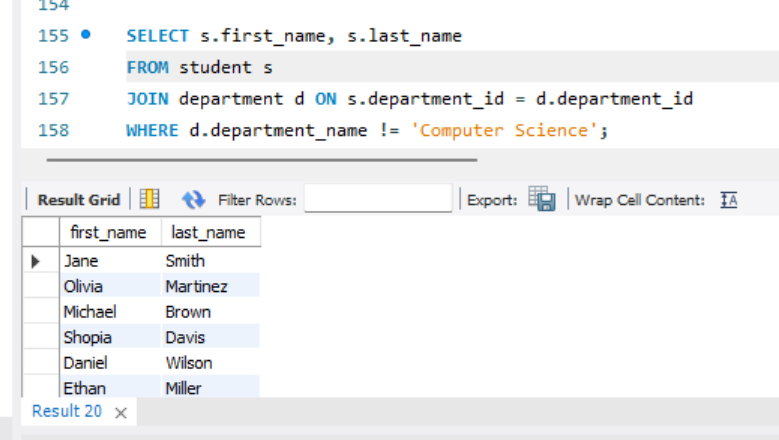 154
155 SELECT s.first_name, s.last_name
156 FROM student s
157 JOIN department d ON s.department_id = d.department_id
158 WHERE d.department_name != 'Computer Science';
Result Grid Filter Rows: Export: Wrap Cell Content: IA
first_name last_name
Jane Smith
Olivia Martinez
Michael Brown
Shopia Davis
Daniel Wilson
Ethan Miller
Result 20 ×